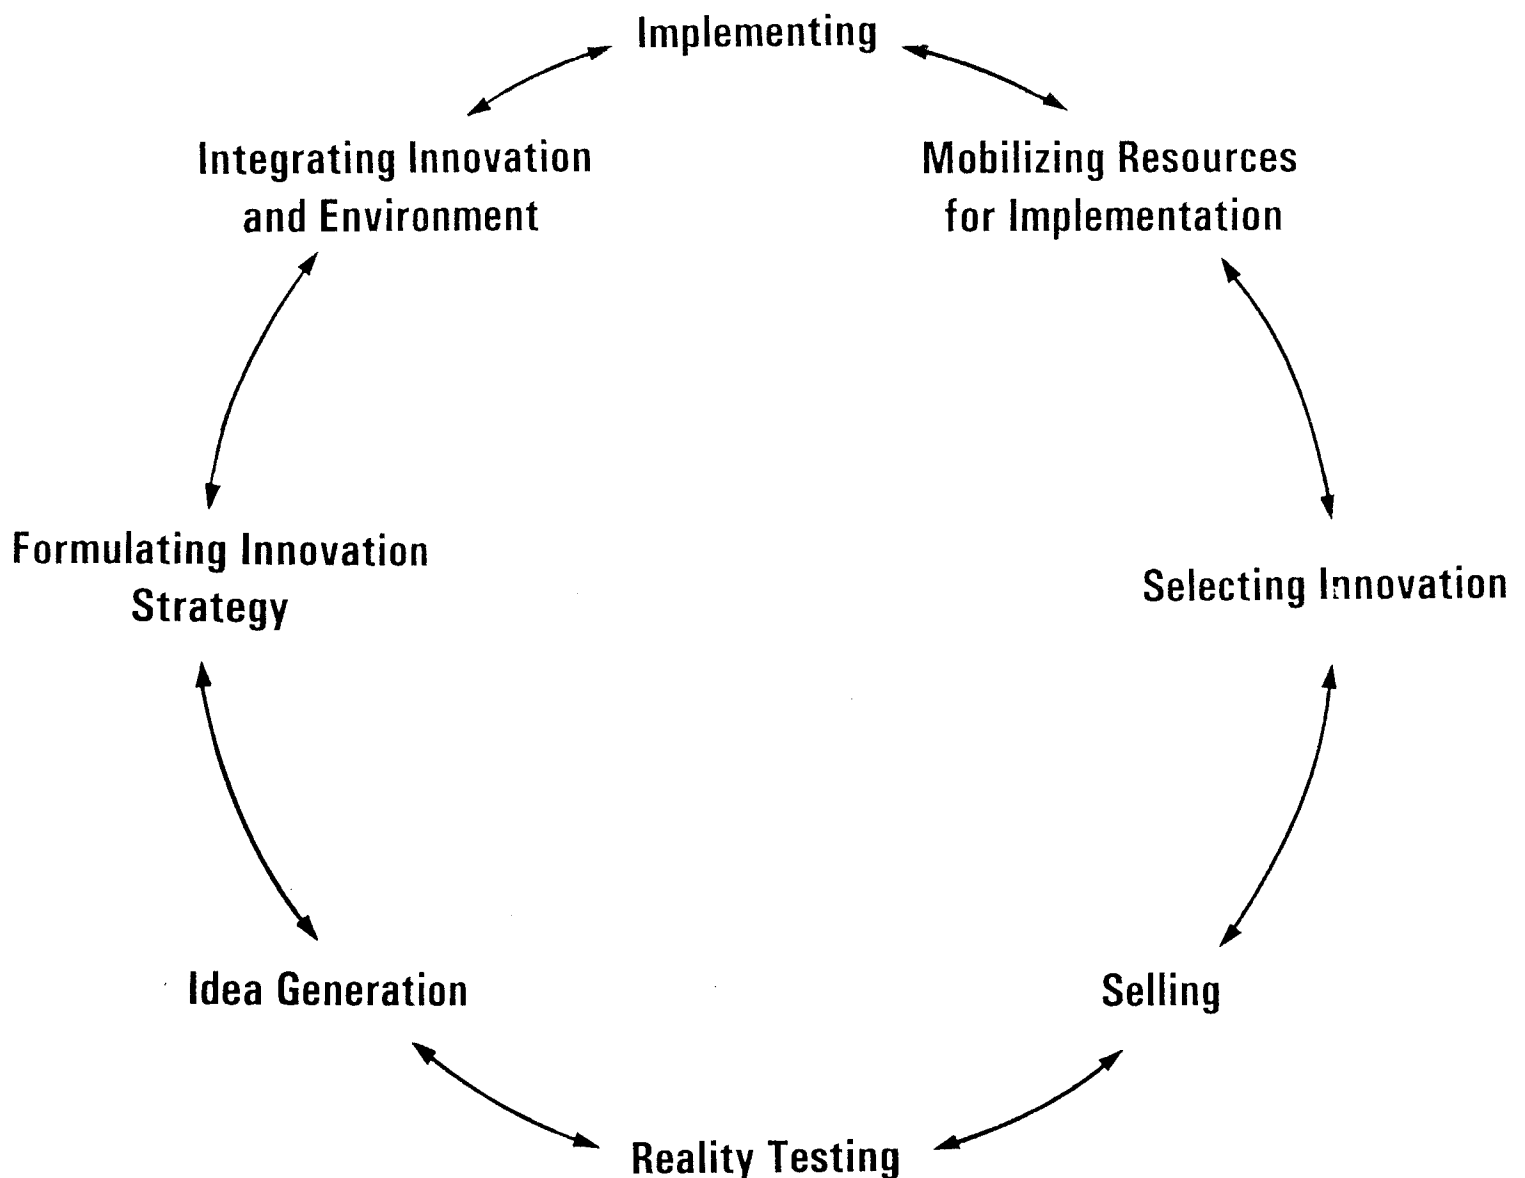 Implementing
Integrating Innovation
and Environment
Mobilizing Resources
for Implementation
Formulating Innovation
Strategy
Selecting Innovation
Idea Generation
Selling
Reality Testing